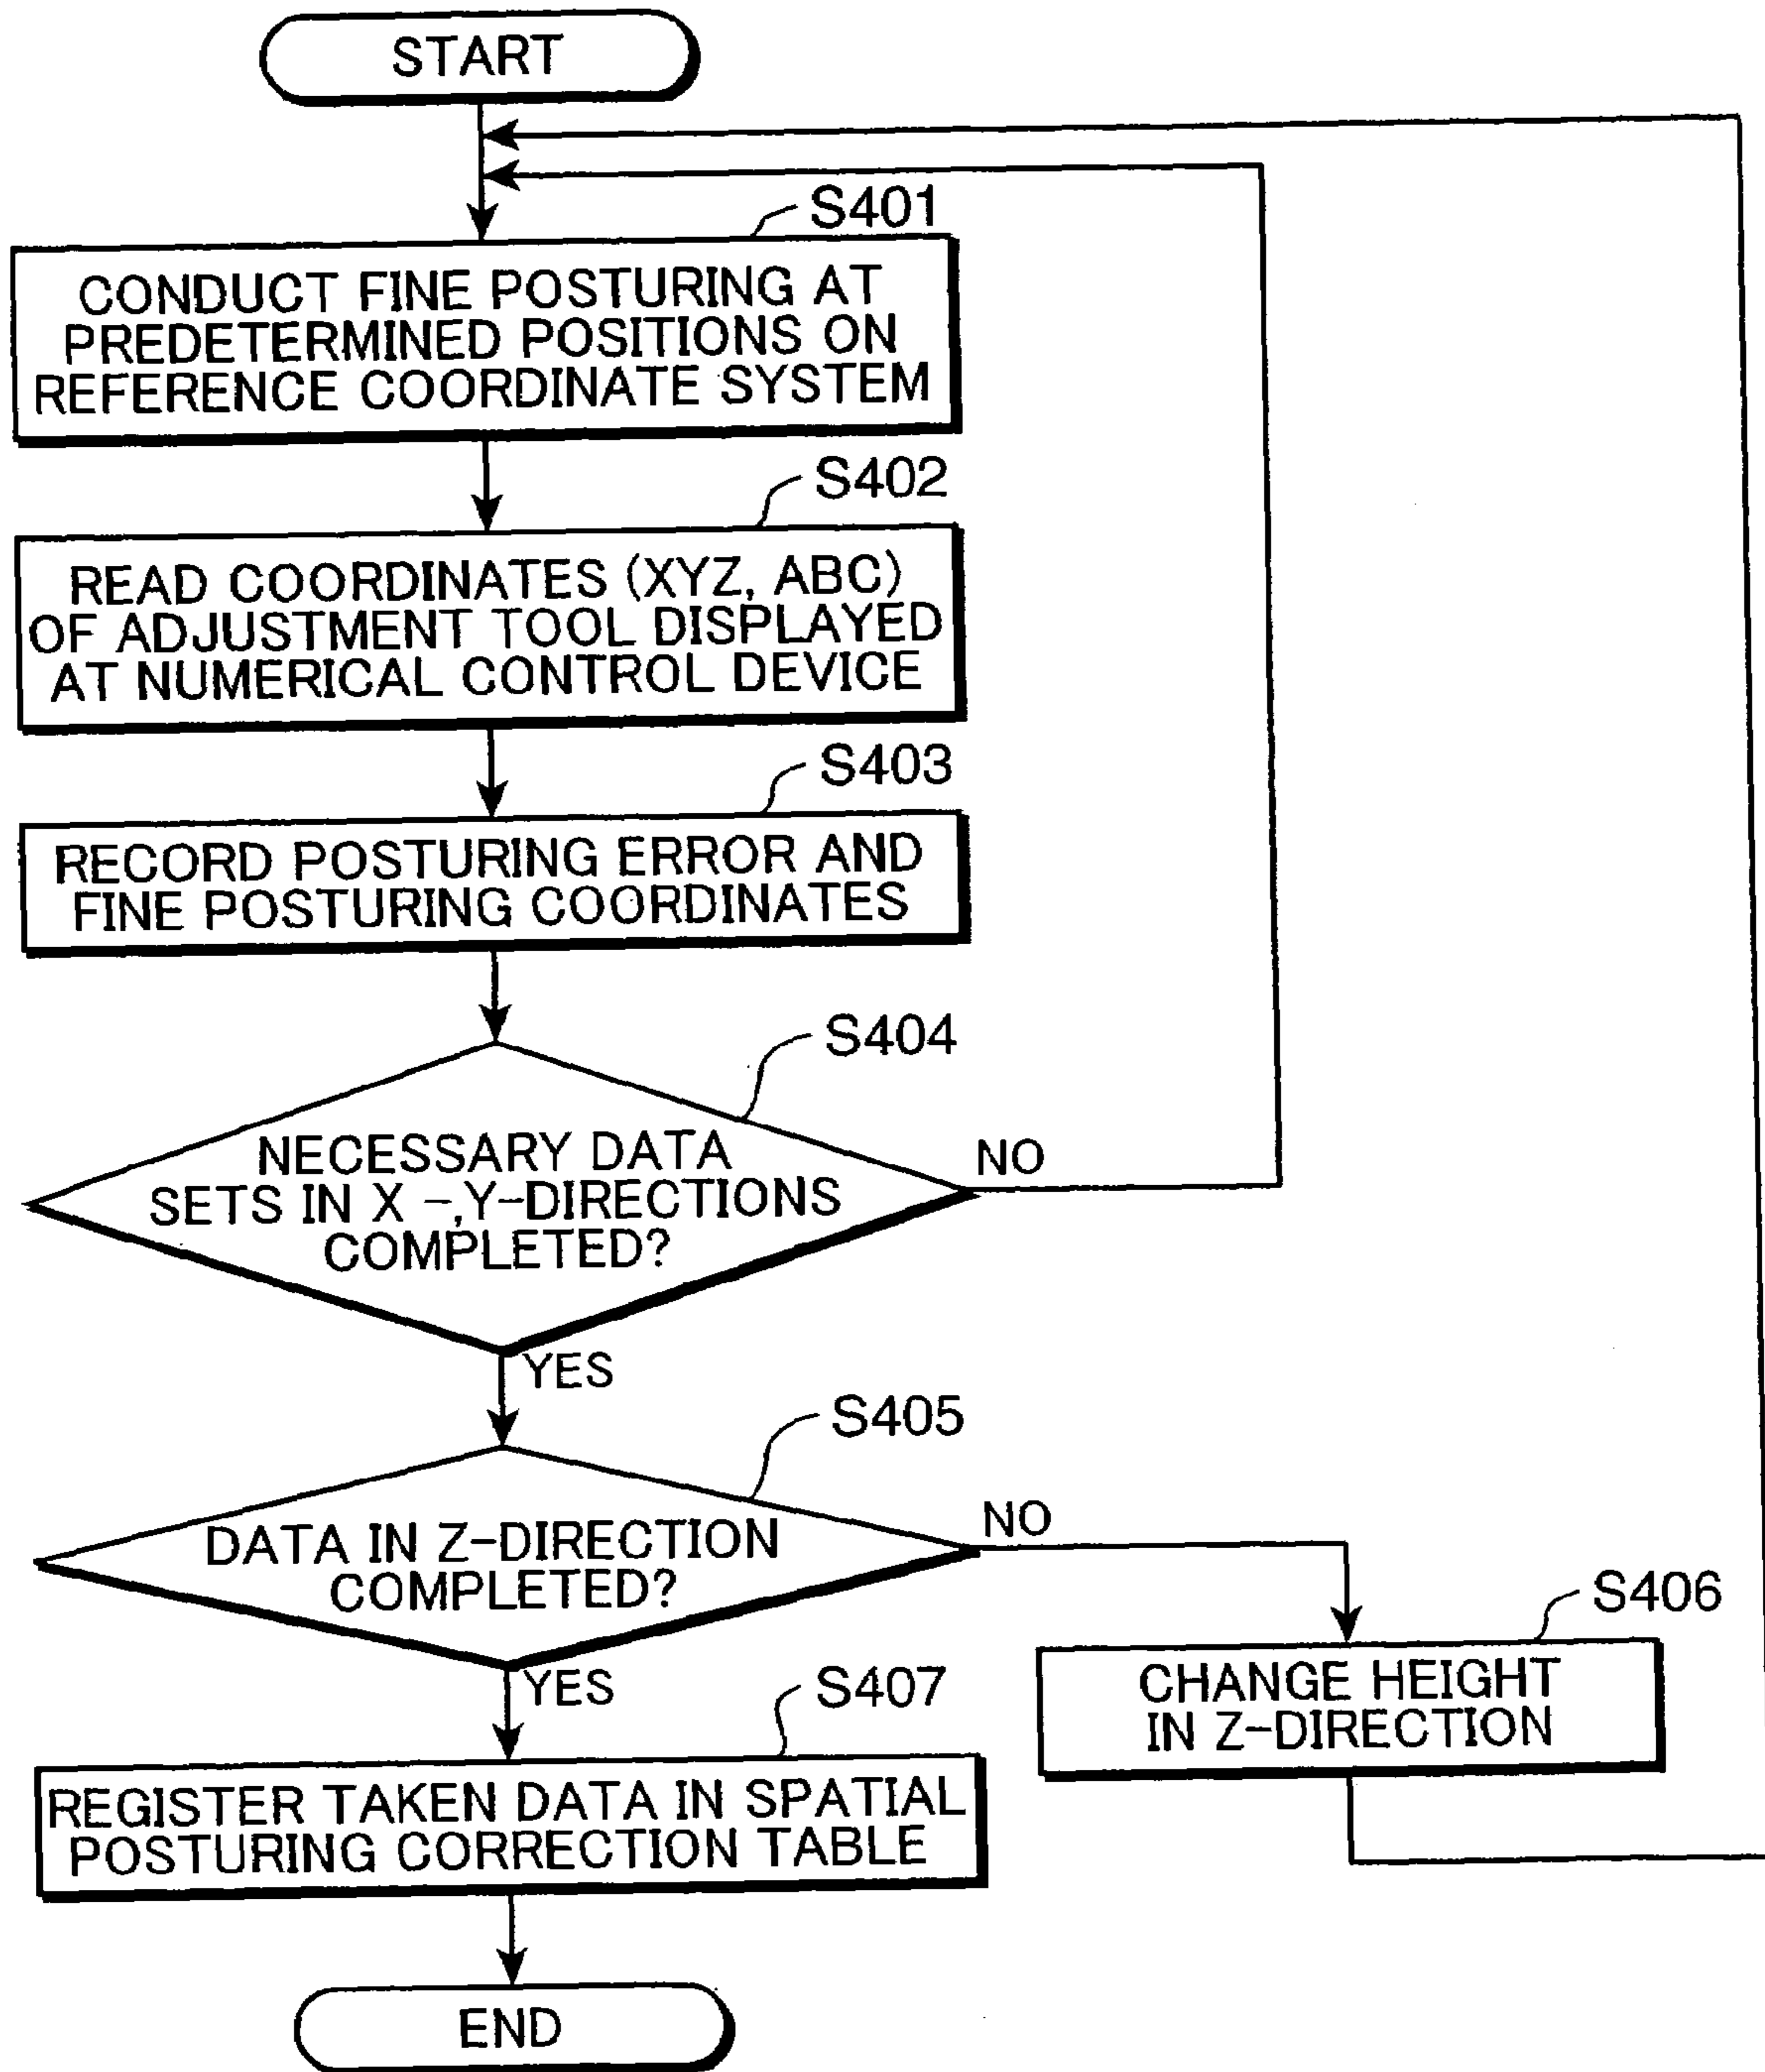 START
S401
CONDUCT FINE POSTURING AT
PREDETERMINED POSITIONS ON
REFERENCE COORDINATE SYSTEM
S402
READ COORDINATES (XYZ, ABC)
OF ADJUSTMENT TOOL DISPLAYED
AT NUMERICAL CONTROL DEVICE
S403
RECORD POSTURING ERROR AND
FINE POSTURING COORDINATES
S404
NECESSARY DATA
SETS IN X -,Y-DIRECTIONS
COMPLETED?
NO
YES
S405
DATA IN Z-DIRECTION
COMPLETED?
NO
YES
S406
CHANGE HEIGHT
IN Z-DIRECTION
S407
REGISTER TAKEN DATA IN SPATIAL
POSTURING CORRECTION TABLE
END